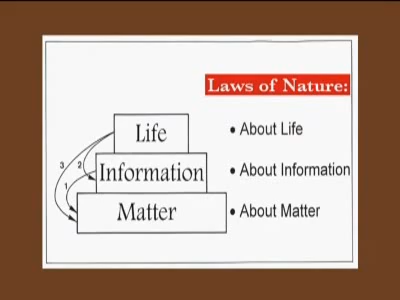 Laws of Nature:
Life
• About Life
3
2
Information
• About Information
1
Matter
• About Matter